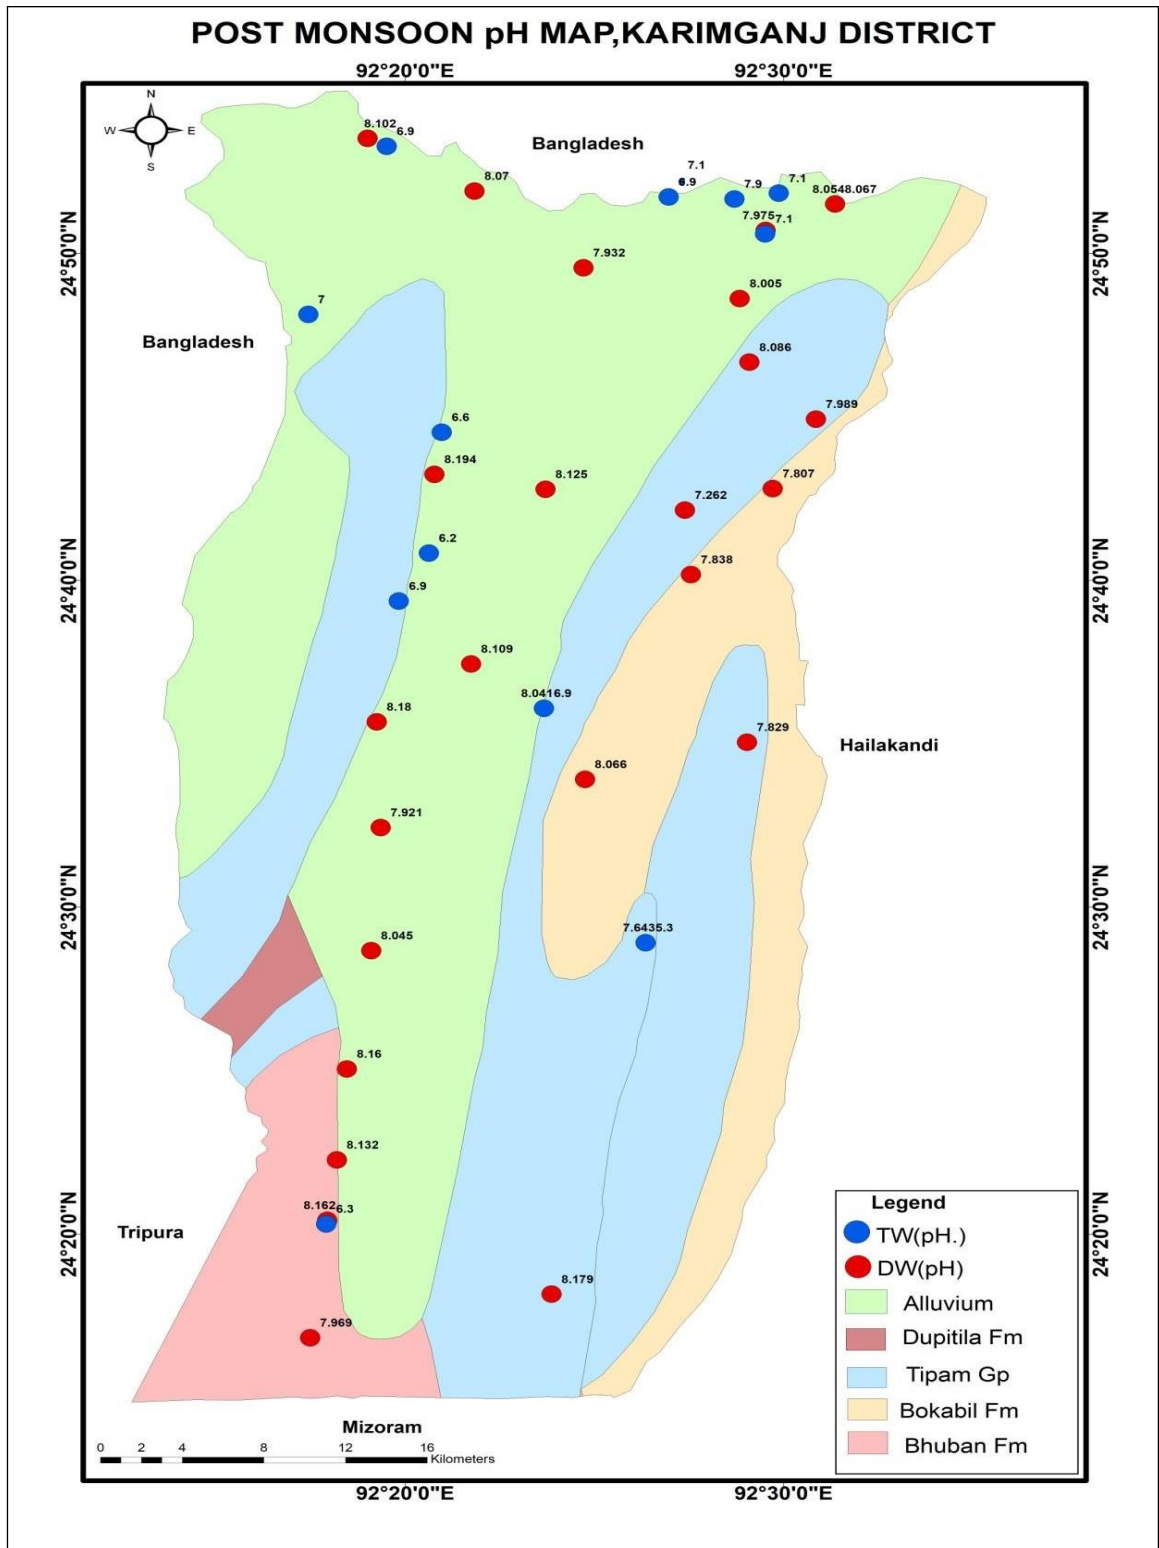 POST MONSOON pH MAP,KARIMGANJ DISTRICT
92°20'0"E
92°30'0"E
N
W E
S
8.102
6.9
Bangladesh
8.07
7.1
6.9
7.9
7.1
8.0548.067
7.975
7.1
24°50'0"N
24°50'0"N
7.932
8.005
7
Bangladesh
8.086
7.989
6.6
8.194
8.125
7.807
7.262
6.2
7.838
24°40'0"N
24°40'0"N
6.9
8.109
8.0416.9
8.18
7.829
Hailakandi
8.066
7.921
24°30'0"N
24°30'0"N
7.6435.3
8.045
8.16
8.132
8.162
6.3
Tripura
24°20'0"N
24°20'0"N
8.179
7.969
Mizoram
0 2 4 8 12 16
Kilometers
Legend
TW(pH.)
DW(pH)
Alluvium
Dupitila Fm
Tipam Gp
Bokabil Fm
Bhuban Fm
92°20'0"E
92°30'0"E